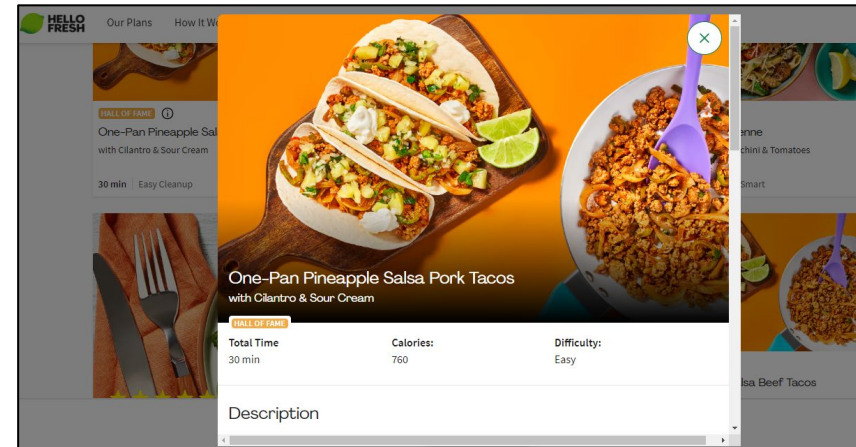 HELLO
FRESH
Our Plans How It Wo
HALL OF FAME
One-Pan Pineapple Sal
with Cilantro & Sour Cream
30 min Easy Cleanup
One-Pan Pineapple Salsa Pork Tacos
with Cilantro & Sour Cream
HALL OF FAME
Total Time Calories: Difficulty:
30 min 760 Easy
Description
enne
chini & Tomatoes
Smart
lsa Beef Tacos